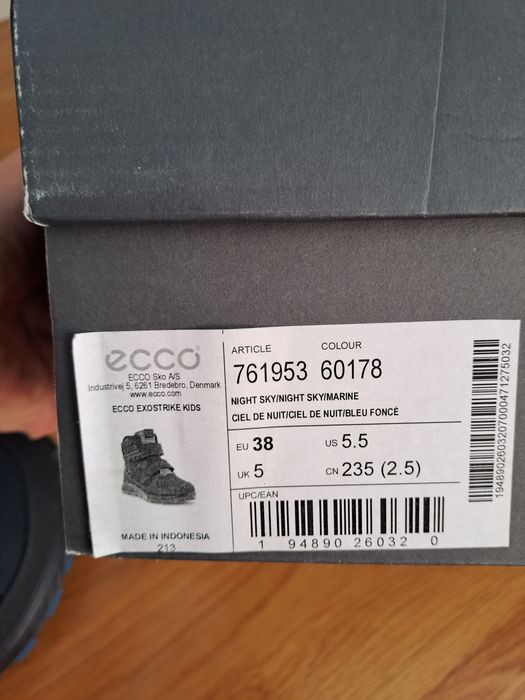 ecco
ECCO Sko A/S
Industrivej 5, 6261 Bredebro, Denmark
www.ecco.com
ECCO EXOSTRIKE KIDS
MADE IN INDONESIA
213
ARTICLE COLOUR
761953 60178
NIGHT SKY/NIGHT SKY/MARINE
CIEL DE NUIT/CIEL DE NUIT/BLEU FONCÉ
EU 38 US 5.5
UK 5 CN 235 (2.5)
UPC/EAN
1 94890 26032 0
1948902603207000471275032